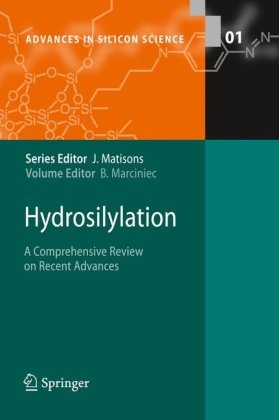 ADVANCES IN SILICON SCIENCE 01
Series Editor J. Matisons
Volume Editor B. Marciniec
Hydrosilylation
A Comprehensive Review
on Recent Advances
Springer